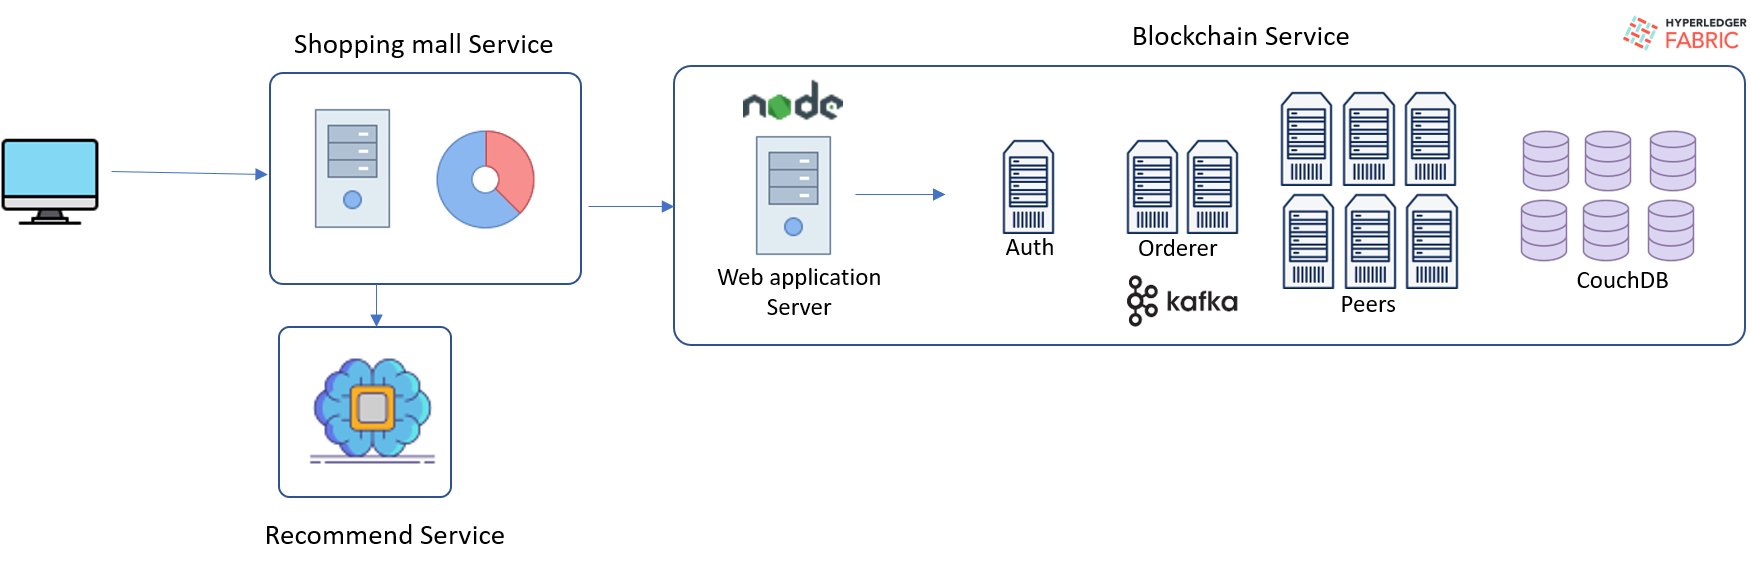 Shopping mall Service
Blockchain Service
HYPERLEDGER
FABRIC
node
Web application
Server
Auth
Orderer
kafka
Peers
CouchDB
Recommend Service